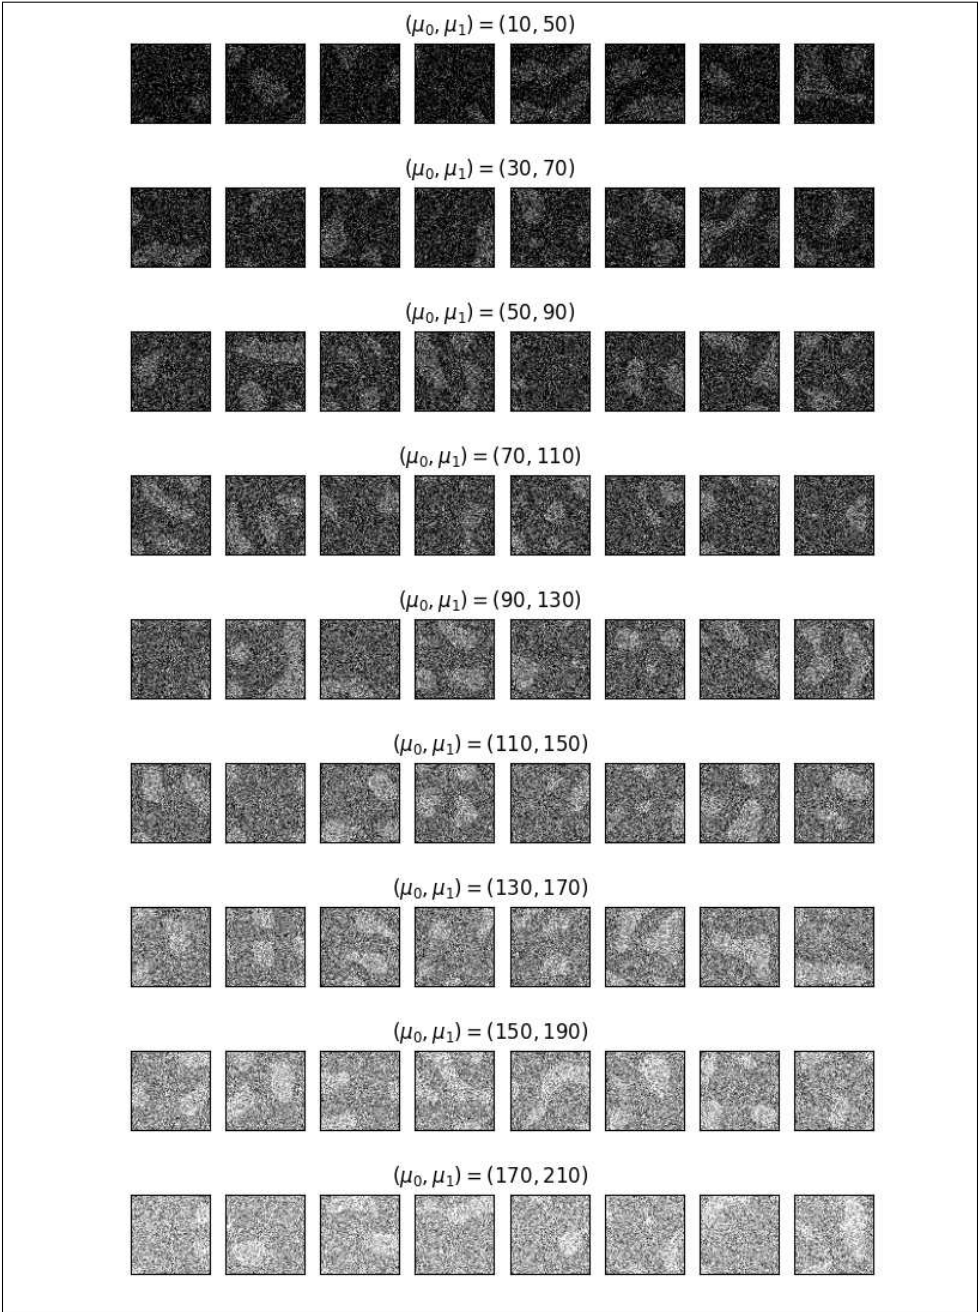 (μ₀, μ₁) = (10, 50)
(μ₀, μ₁) = (30, 70)
(μ₀, μ₁) = (50, 90)
(μ₀, μ₁) = (70, 110)
(μ₀, μ₁) = (90, 130)
(μ₀, μ₁) = (110, 150)
(μ₀, μ₁) = (130, 170)
(μ₀, μ₁) = (150, 190)
(μ₀, μ₁) = (170, 210)